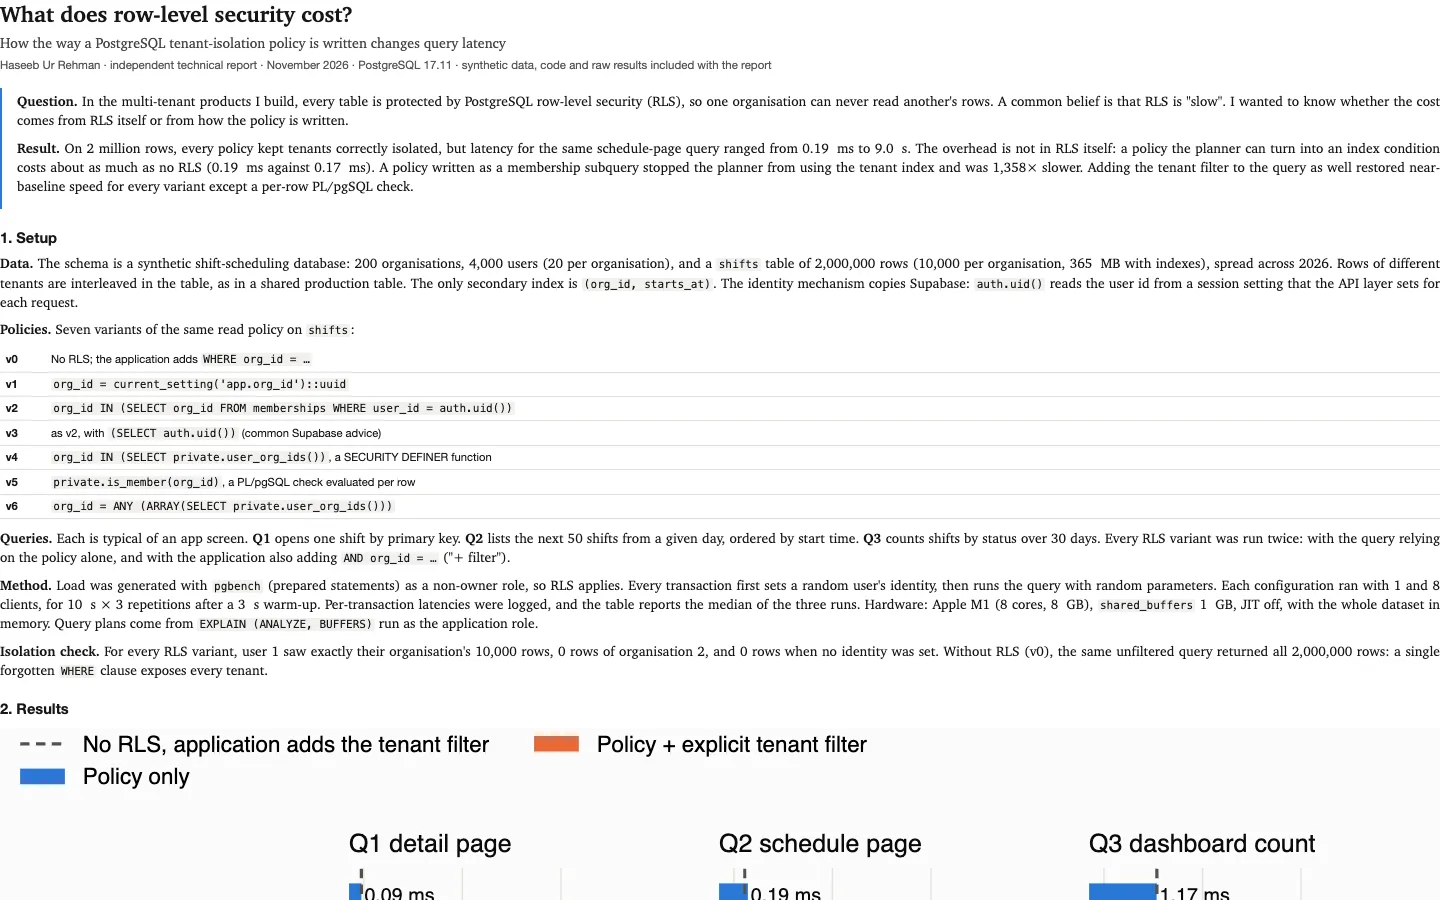 What does row-level security cost?
How the way a PostgreSQL tenant-isolation policy is written changes query latency
Haseeb Ur Rehman · independent technical report · November 2026 · PostgreSQL 17.11 · synthetic data, code and raw results included with the report
Question. In the multi-tenant products I build, every table is protected by PostgreSQL row-level security (RLS), so one organisation can never read another's rows. A common belief is that RLS is "slow". I wanted to know whether the cost
comes from RLS itself or from how the policy is written.
Result. On 2 million rows, every policy kept tenants correctly isolated, but latency for the same schedule-page query ranged from 0.19 ms to 9.0 s. The overhead is not in RLS itself: a policy the planner can turn into an index condition
costs about as much as no RLS (0.19 ms against 0.17 ms). A policy written as a membership subquery stopped the planner from using the tenant index and was 1,358× slower. Adding the tenant filter to the query as well restored near-
baseline speed for every variant except a per-row PL/pgSQL check.
1. Setup
Data. The schema is a synthetic shift-scheduling database: 200 organisations, 4,000 users (20 per organisation), and a shifts table of 2,000,000 rows (10,000 per organisation, 365 MB with indexes), spread across 2026. Rows of different
tenants are interleaved in the table, as in a shared production table. The only secondary index is (org_id, starts_at). The identity mechanism copies Supabase: auth.uid() reads the user id from a session setting that the API layer sets for
each request.
Policies. Seven variants of the same read policy on shifts:
v0 No RLS; the application adds WHERE org_id = …
v1 org_id = current_setting('app.org_id')::uuid
v2 org_id IN (SELECT org_id FROM memberships WHERE user_id = auth.uid())
v3 as v2, with (SELECT auth.uid()) (common Supabase advice)
v4 org_id IN (SELECT private.user_org_ids()), a SECURITY DEFINER function
v5 private.is_member(org_id), a PL/pgSQL check evaluated per row
v6 org_id = ANY (ARRAY(SELECT private.user_org_ids()))
Queries. Each is typical of an app screen. Q1 opens one shift by primary key. Q2 lists the next 50 shifts from a given day, ordered by start time. Q3 counts shifts by status over 30 days. Every RLS variant was run twice: with the query relying
on the policy alone, and with the application also adding AND org_id = … ("+ filter").
Method. Load was generated with pgbench (prepared statements) as a non-owner role, so RLS applies. Every transaction first sets a random user's identity, then runs the query with random parameters. Each configuration ran with 1 and 8
clients, for 10 s × 3 repetitions after a 3 s warm-up. Per-transaction latencies were logged, and the table reports the median of the three runs. Hardware: Apple M1 (8 cores, 8 GB), shared_buffers 1 GB, JIT off, with the whole dataset in
memory. Query plans come from EXPLAIN (ANALYZE, BUFFERS) run as the application role.
Isolation check. For every RLS variant, user 1 saw exactly their organisation's 10,000 rows, 0 rows of organisation 2, and 0 rows when no identity was set. Without RLS (v0), the same unfiltered query returned all 2,000,000 rows: a single
forgotten WHERE clause exposes every tenant.
2. Results
No RLS, application adds the tenant filter Policy + explicit tenant filter
Policy only
Q1 detail page Q2 schedule page Q3 dashboard count
0.09 ms 0.19 ms 1.17 ms